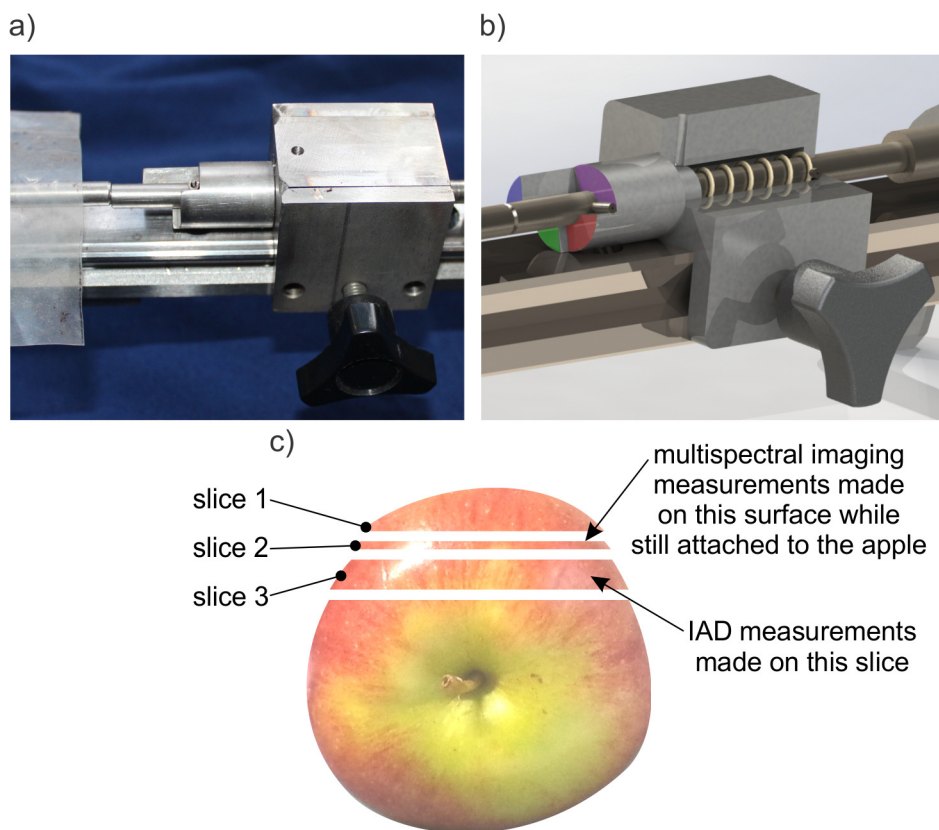 a)
b)
c)
slice 1
slice 2
slice 3
multispectral imaging
measurements made
on this surface while
still attached to the apple
IAD measurements
made on this slice